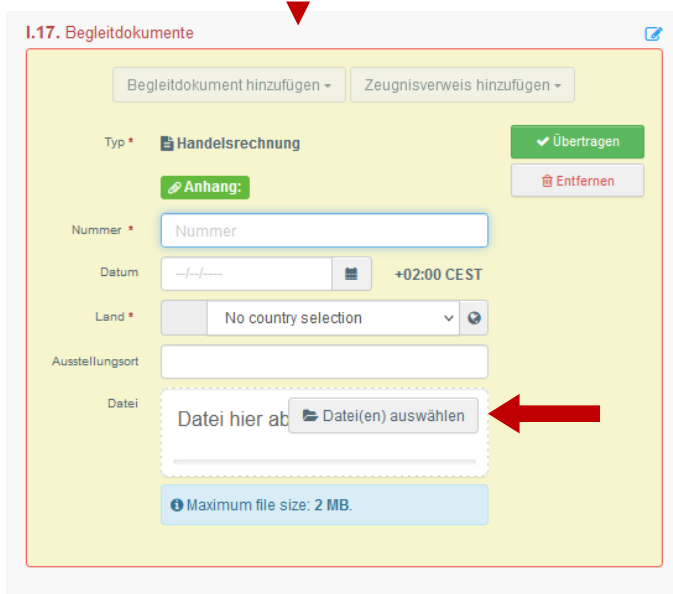 I.17. Begleitdokumente
Begleitdokument hinzufügen Zeugnisverweis hinzufügen
Typ * Handelsrechnung Übertragen
Anhang: Entfernen
Nummer * Nummer
Datum --/--/---- +02:00 CEST
Land * No country selection
Ausstellungsort
Datei Datei hier ab Datei(en) auswählen
Maximum file size: 2 MB.